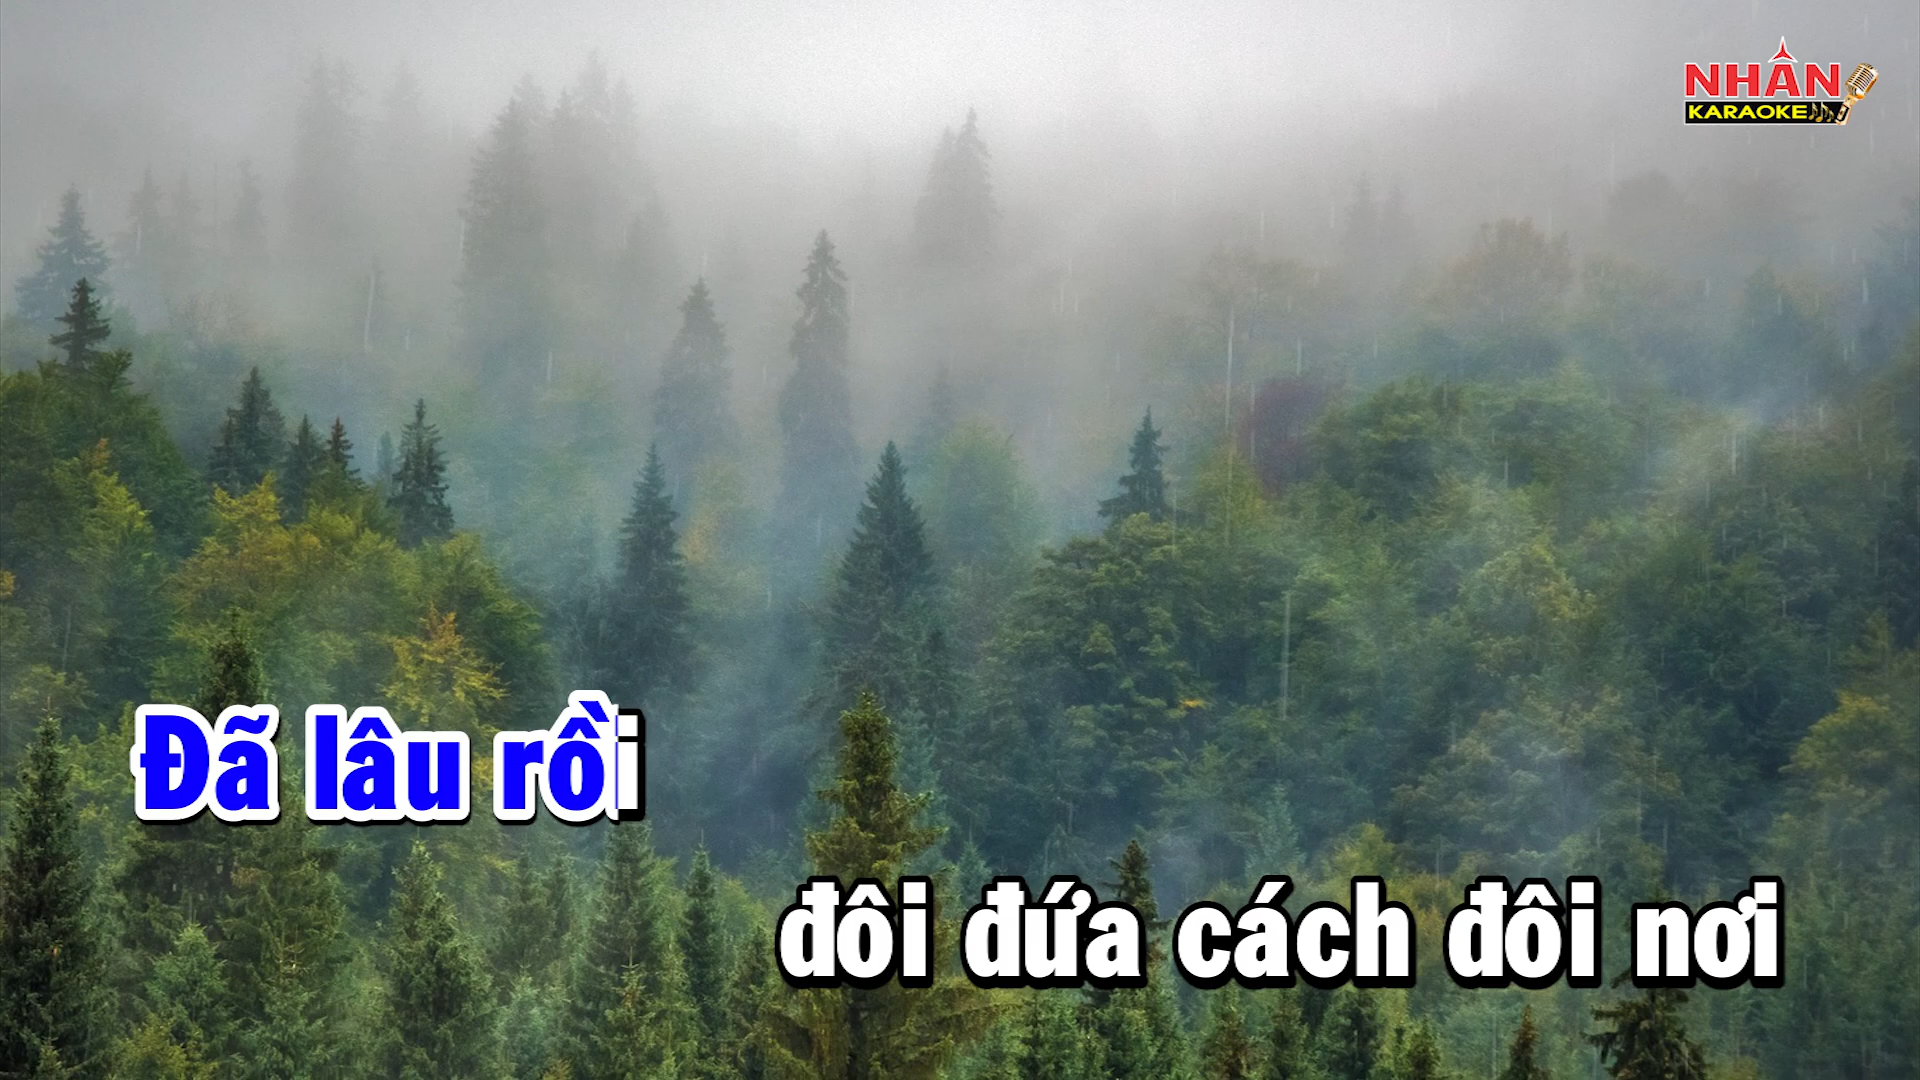 NHÂN
KARAOKE
Đã lâu rồi
đôi đứa cách đôi nơi